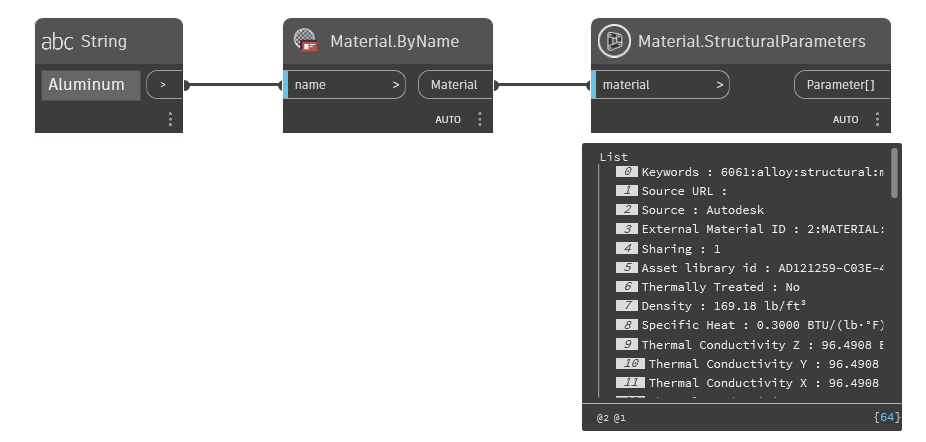 abc String
Aluminum >
Material.ByName
name > Material
AUTO
Material.StructuralParameters
material > Parameter[]
AUTO
List
0 Keywords : 6061:alloy:structural:m
1 Source URL :
2 Source : Autodesk
3 External Material ID : 2:MATERIAL:
4 Sharing : 1
5 Asset library id : AD121259-C03E-4
6 Thermally Treated : No
7 Density : 169.18 lb/ft³
8 Specific Heat : 0.3000 BTU/(lb·°F)
9 Thermal Conductivity Z : 96.4908 B
10 Thermal Conductivity Y : 96.4908
11 Thermal Conductivity X : 96.4908
@2 @1 {64}